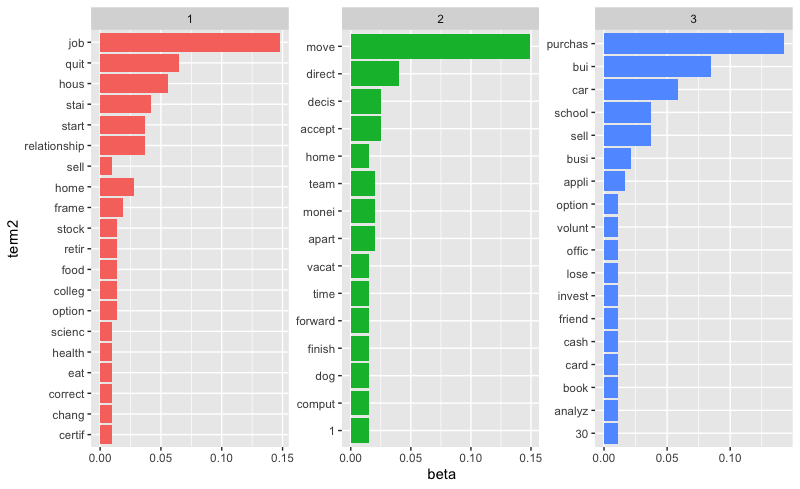 1
2
3
term2
job
quit
hous
stai
start
relationship
sell
home
frame
stock
retir
food
colleg
option
scienc
health
eat
correct
chang
certif
0.00 0.05 0.10 0.15
move
direct
decis
accept
home
team
monei
apart
vacat
time
forward
finish
dog
comput
1
0.00 0.05 0.10 0.15
purchas
bui
car
school
sell
busi
appli
option
volunt
offic
lose
invest
friend
cash
card
book
analyz
30
0.00 0.05 0.10
beta